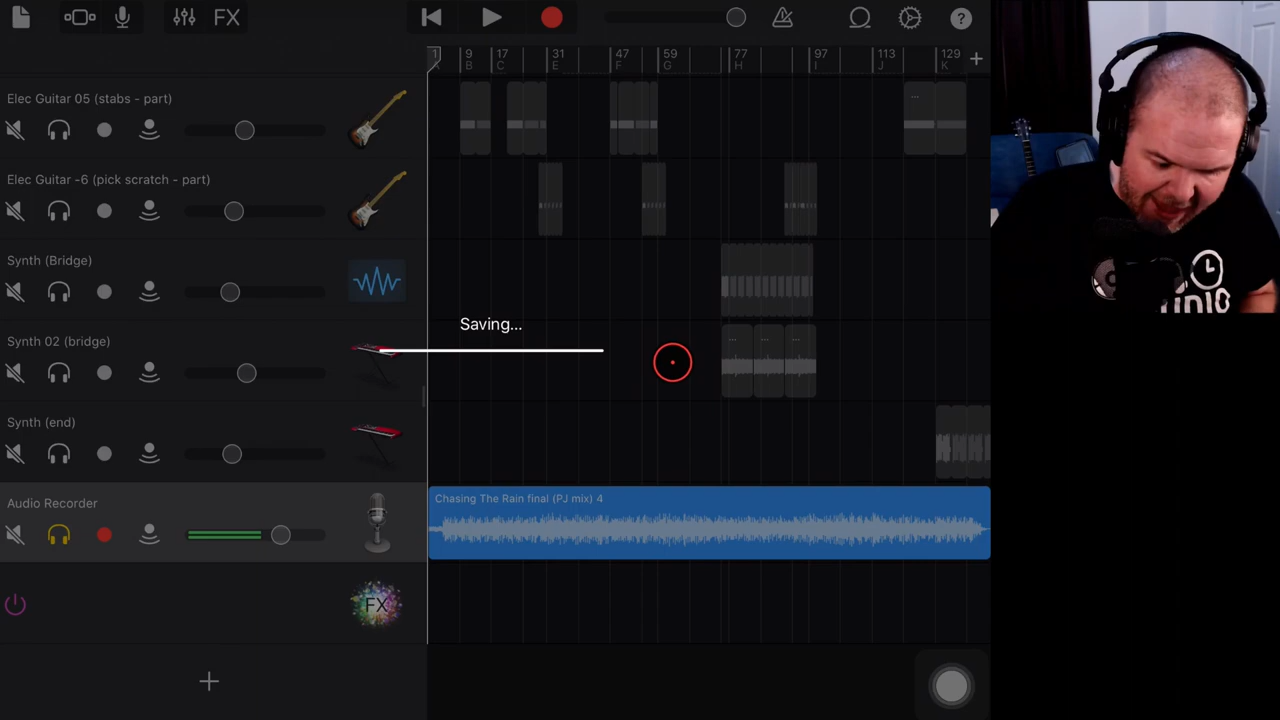 FX
1 9 17 31 47 59 77 97 113 129
A B C E F G H I J K
Elec Guitar 05 (stabs - part)
Elec Guitar -6 (pick scratch - part)
Synth (Bridge)
Saving...
Synth 02 (bridge)
Synth (end)
Audio Recorder
Chasing The Rain final (PJ mix) 4
FX